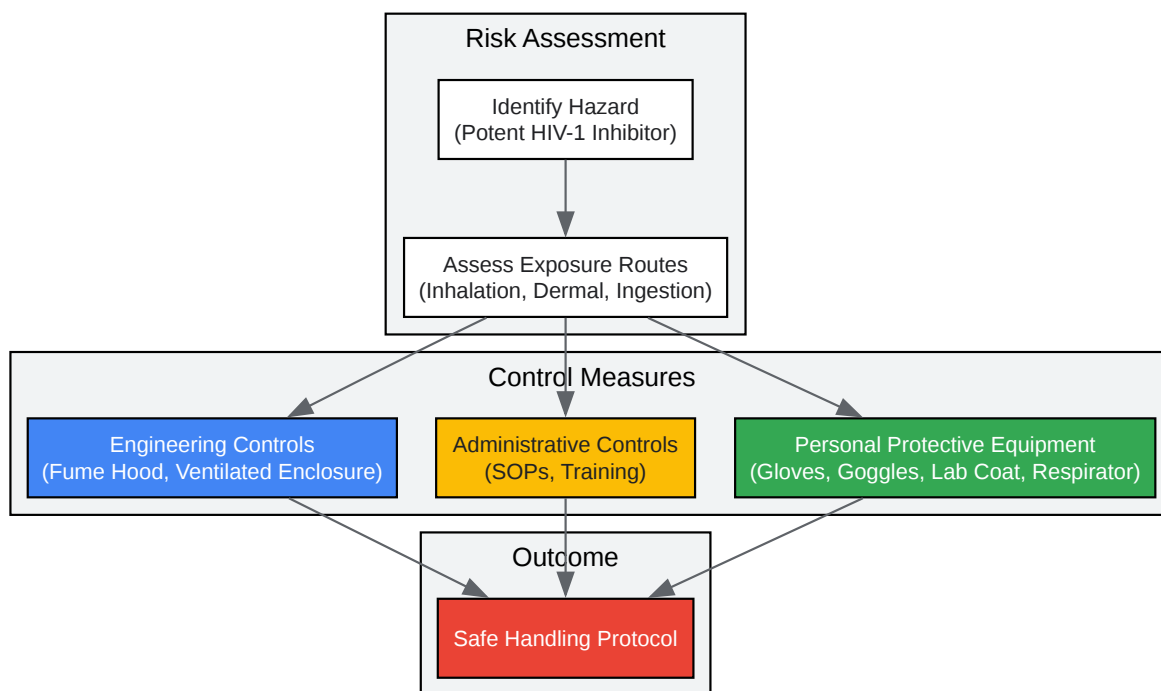 Risk Assessment
Identify Hazard
(Potent HIV-1 Inhibitor)
Assess Exposure Routes
(Inhalation, Dermal, Ingestion)
Control Measures
Engineering Controls
(Fume Hood, Ventilated Enclosure)
Administrative Controls
(SOPs, Training)
Personal Protective Equipment
(Gloves, Goggles, Lab Coat, Respirator)
Outcome
Safe Handling Protocol